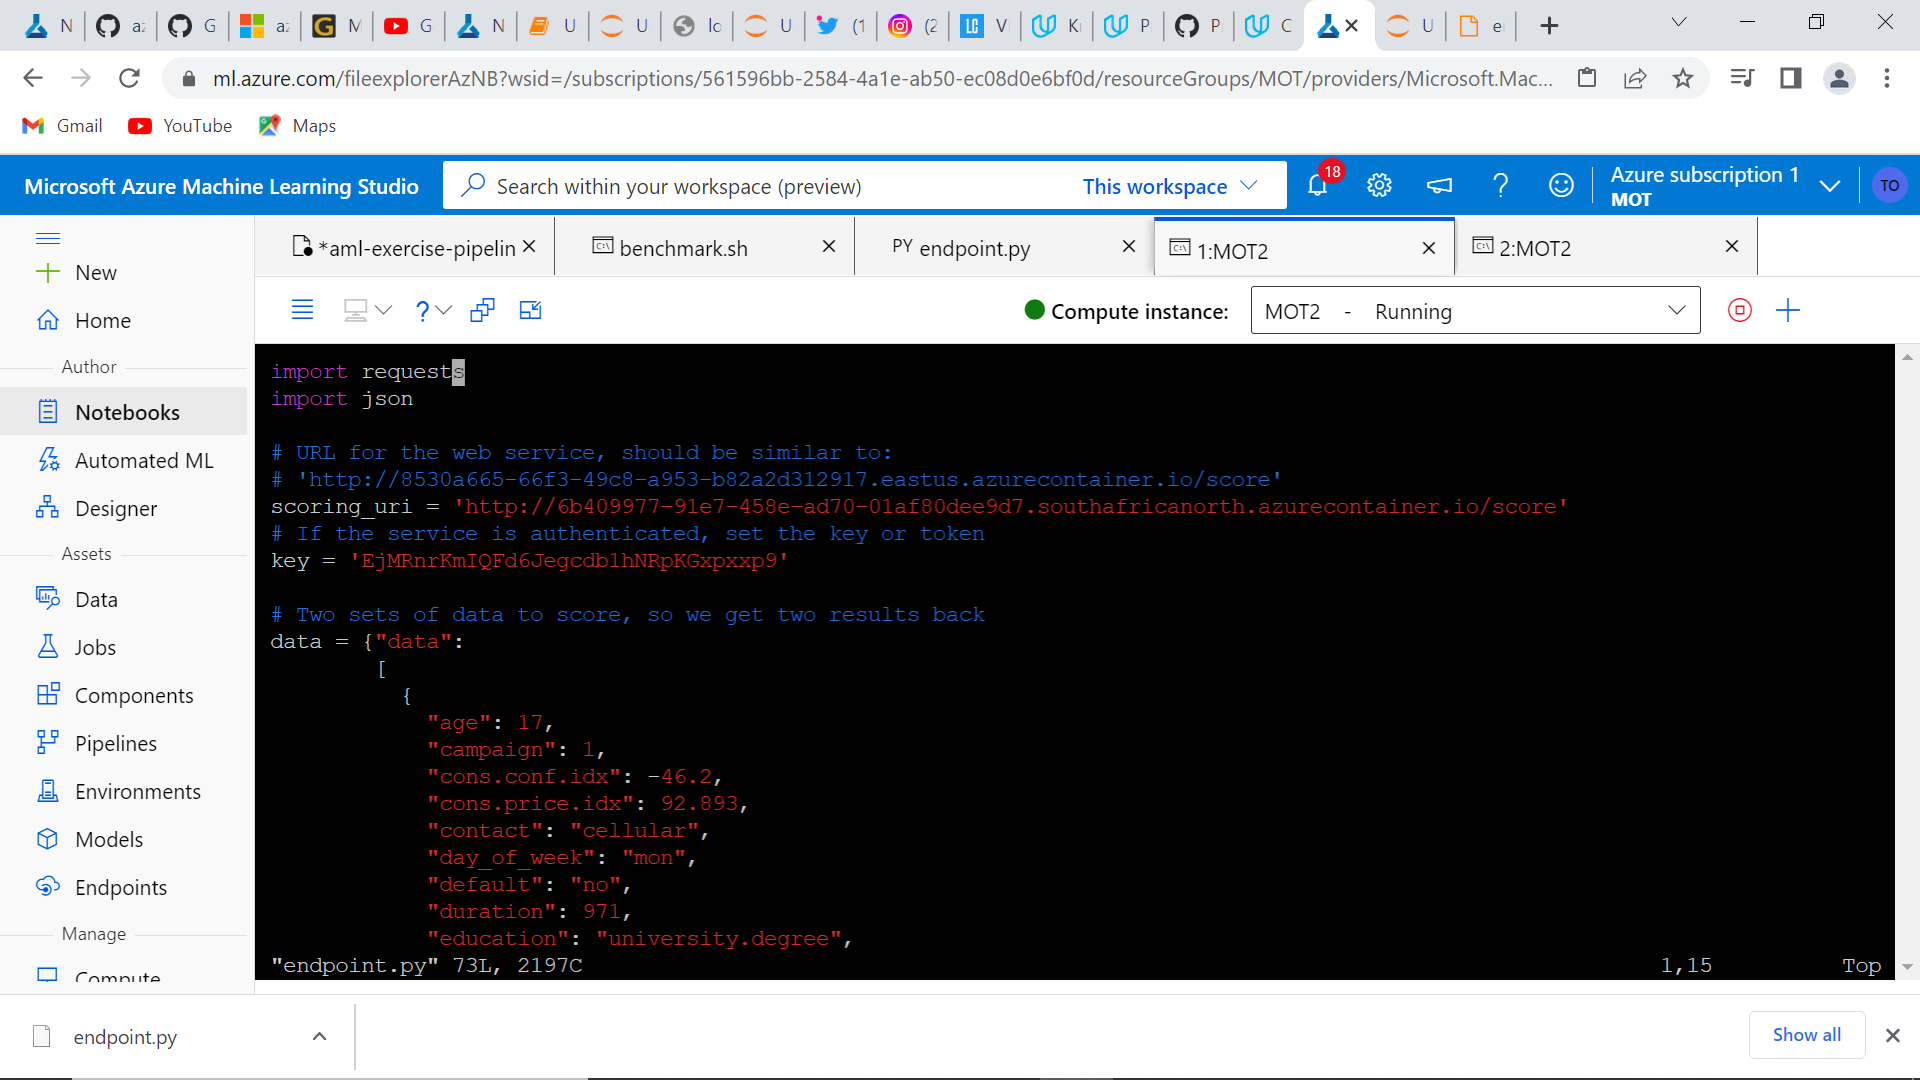 N az G az M G N U U lo U (1 (2 V Ki P P C U e
ml.azure.com/fileexplorerAzNB?wsid=/subscriptions/561596bb-2584-4a1e-ab50-ec08d0e6bf0d/resourceGroups/MOT/providers/Microsoft.Mac...
Gmail YouTube Maps
Microsoft Azure Machine Learning Studio Search within your workspace (preview) This workspace 18 Azure subscription 1
MOT TO
*aml-exercise-pipelin benchmark.sh PY endpoint.py 1:MOT2 2:MOT2
Compute instance: MOT2 - Running
New
Home
Author
Notebooks
Automated ML
Designer
Assets
Data
Jobs
Components
Pipelines
Environments
Models
Endpoints
Manage
Compute
import requests
import json
# URL for the web service, should be similar to:
# 'http://8530a665-66f3-49c8-a953-b82a2d312917.eastus.azurecontainer.io/score'
scoring_uri = 'http://6b409977-91e7-458e-ad70-01af80dee9d7.southafricanorth.azurecontainer.io/score'
# If the service is authenticated, set the key or token
key = 'EjMRnrKmIQFd6Jegcdb1hNRpKGxpxxp9'
# Two sets of data to score, so we get two results back
data = {"data":
[
{
"age": 17,
"campaign": 1,
"cons.conf.idx": -46.2,
"cons.price.idx": 92.893,
"contact": "cellular",
"day_of_week": "mon",
"default": "no",
"duration": 971,
"education": "university.degree",
"endpoint.py" 73L, 2197C 1,15 Top
endpoint.py Show all